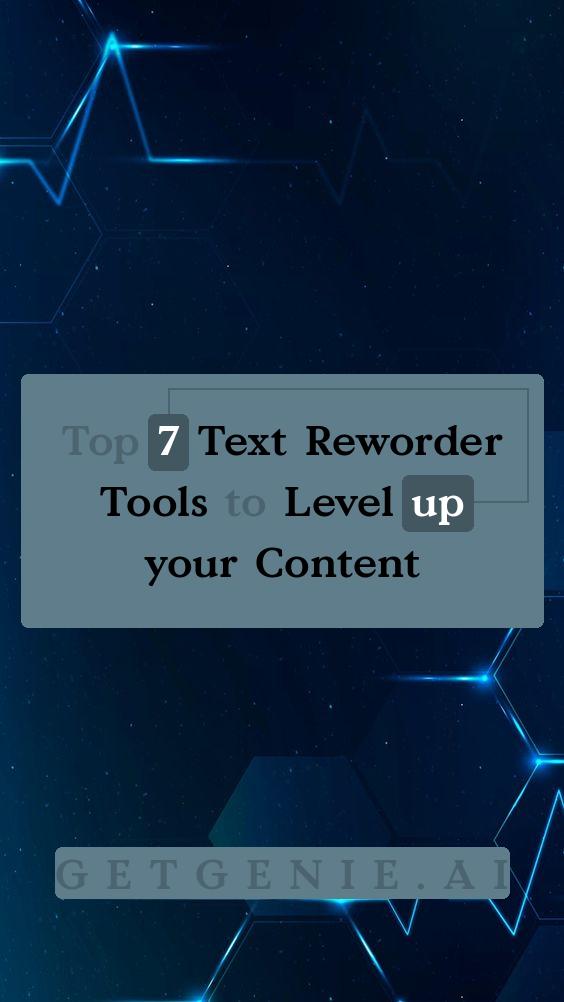 Top 7 Text Reworder
Tools to Level up
your Content
GETGENIE.AI